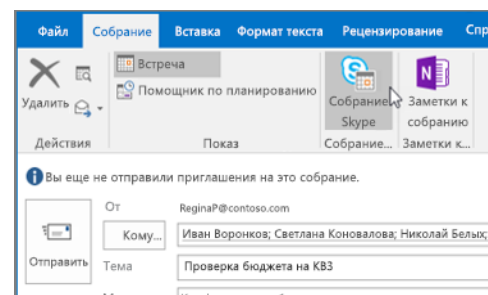 Файл Собрание Вставка Формат текста Рецензирование Спр
Встреча
Помощник по планированию
Удалить
Собрание Skype
Заметки к собранию
Действия Показ Собрание... Заметки к...
Вы еще не отправили приглашения на это собрание.
От ReginaP@contoso.com
Кому... Иван Воронков; Светлана Коновалова; Николай Белых;
Отправить
Тема Проверка бюджета на КВ3